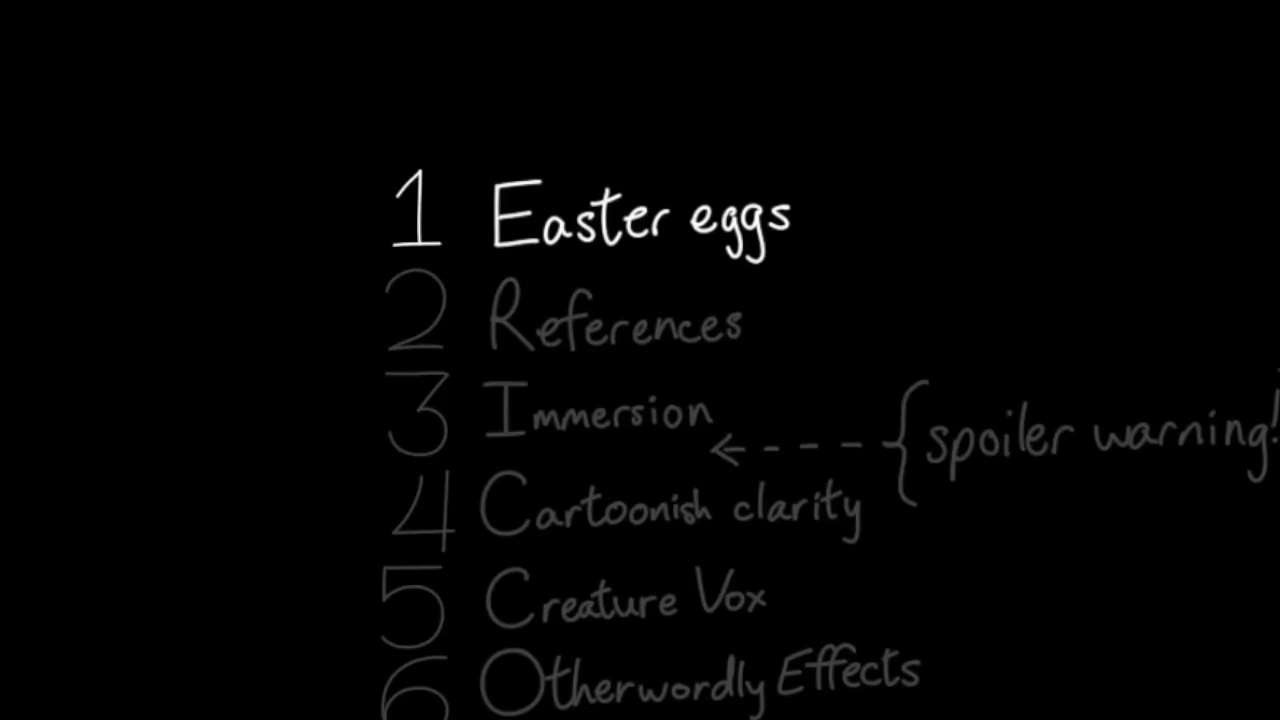 1 Easter eggs
2 References
3 Immersion
<---- { spoiler warning!
4 Cartoonish clarity
5 Creature Vox
6 Otherwordly Effects